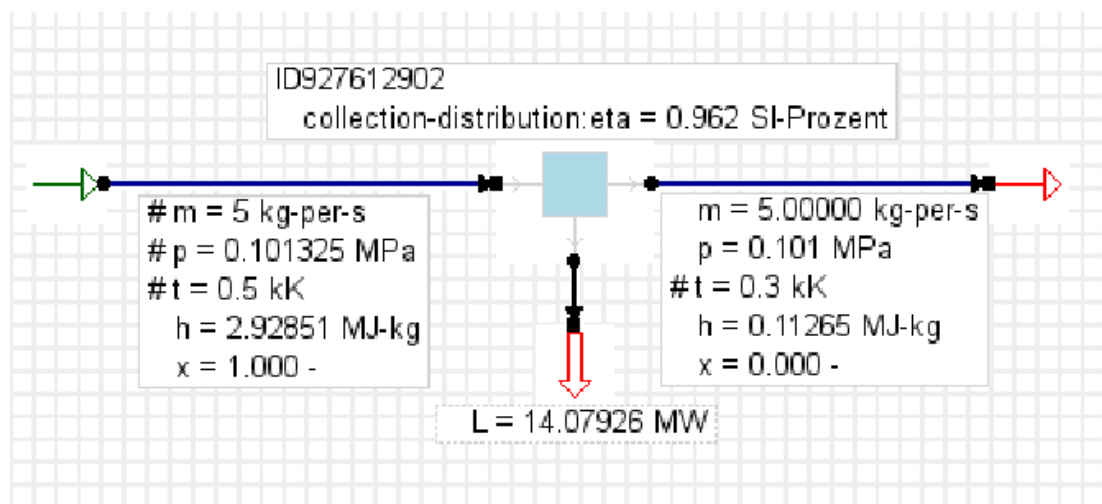 ID927612902
collection-distribution:eta = 0.962 SI-Prozent
# m = 5 kg-per-s
# p = 0.101325 MPa
# t = 0.5 kK
h = 2.92851 MJ-kg
x = 1.000 -
m = 5.00000 kg-per-s
p = 0.101 MPa
# t = 0.3 kK
h = 0.11265 MJ-kg
x = 0.000 -
L = 14.07926 MW